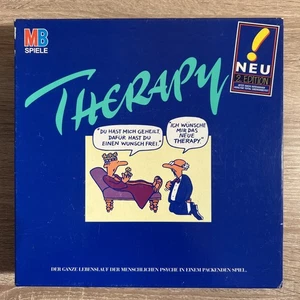 MB
SPIELE
NEU
2. EDITION
THERAPY
"DU HAST MICH GEHEILT.
DAFÜR HAST DU
EINEN WUNSCH FREI."
"ICH WÜNSCHE
MIR DAS
NEUE
THERAPY."
DER GANZE LEBENSLAUF DER MENSCHLICHEN PSYCHE IN EINEM PACKENDEN SPIEL.